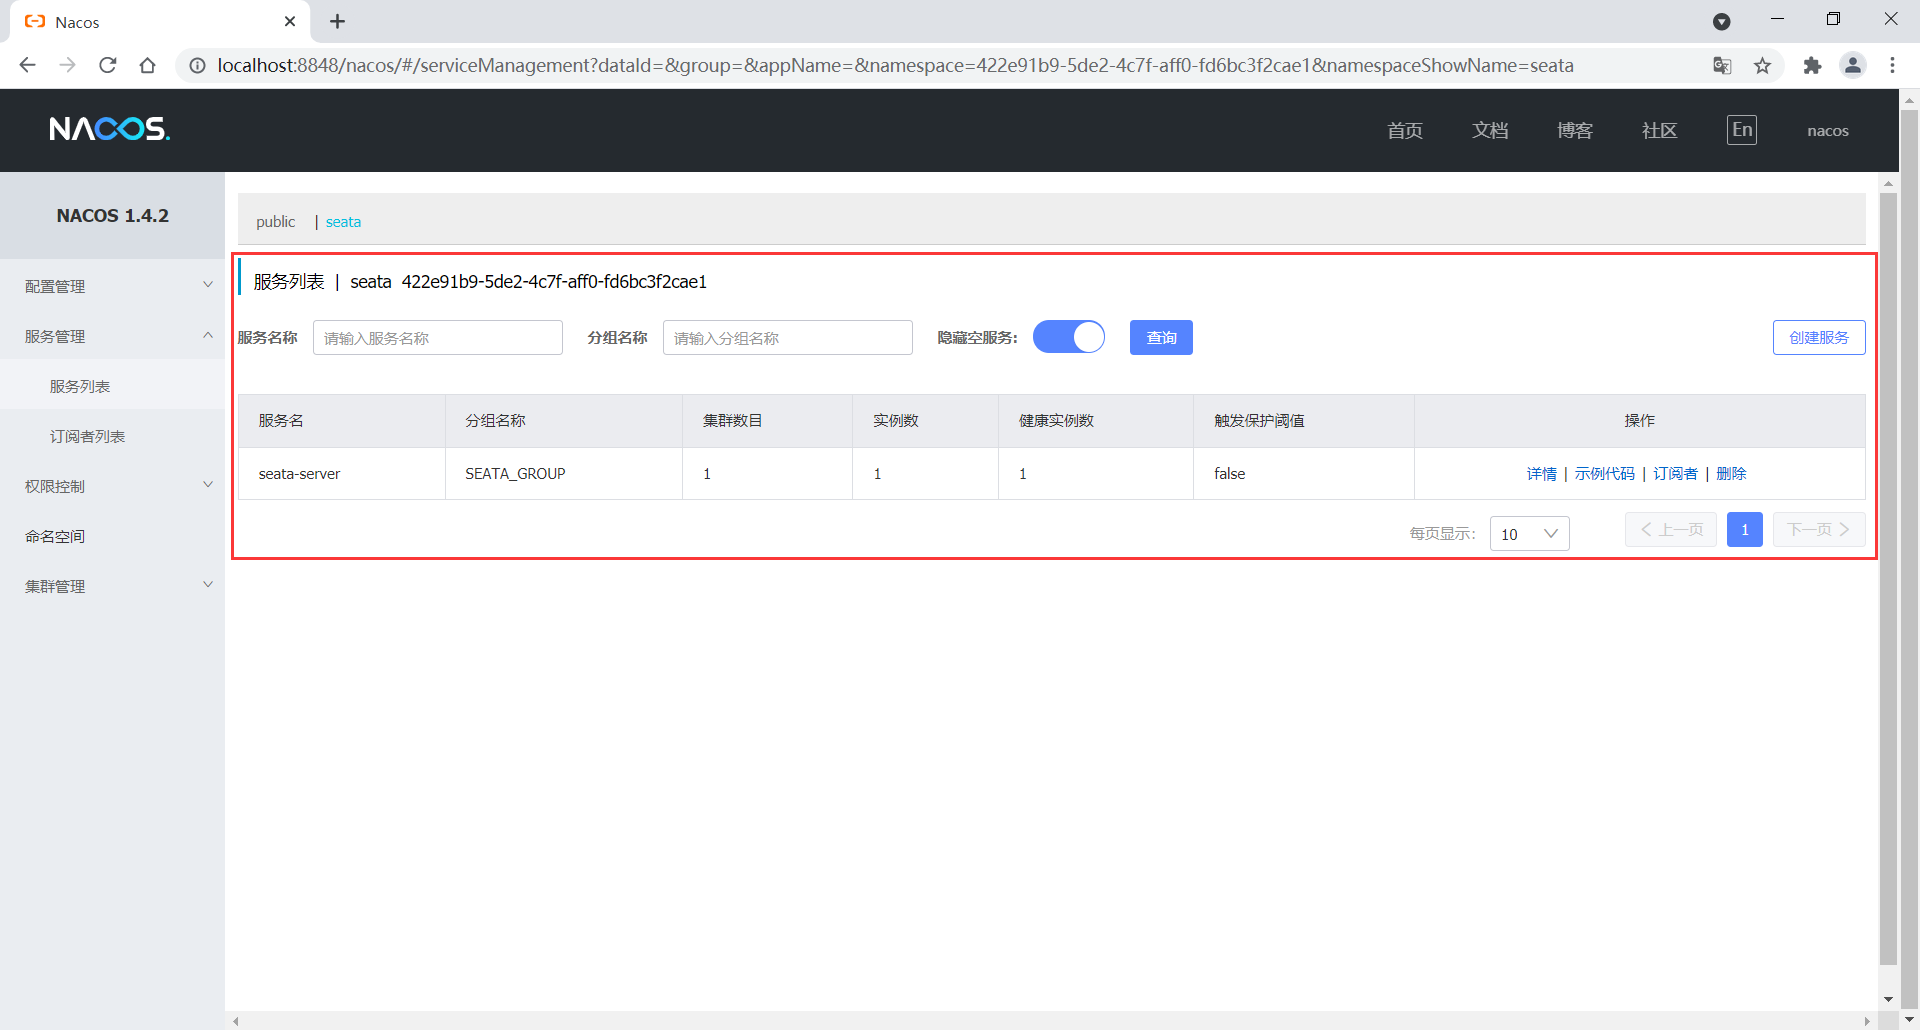 Nacos
localhost:8848/nacos/#/serviceManagement?dataId=&group=&appName=&namespace=422e91b9-5de2-4c7f-aff0-fd6bc3f2cae1&namespaceShowName=seata
NACOS.
首页 文档 博客 社区 En nacos
NACOS 1.4.2
配置管理
服务管理
服务列表
订阅者列表
权限控制
命名空间
集群管理
public | seata
服务列表 | seata 422e91b9-5de2-4c7f-aff0-fd6bc3f2cae1
服务名称 请输入服务名称 分组名称 请输入分组名称 隐藏空服务: 查询 创建服务
服务名 分组名称 集群数目 实例数 健康实例数 触发保护阈值 操作
seata-server SEATA_GROUP 1 1 1 false 详情 | 示例代码 | 订阅者 | 删除
每页显示: 10 上一页 1 下一页